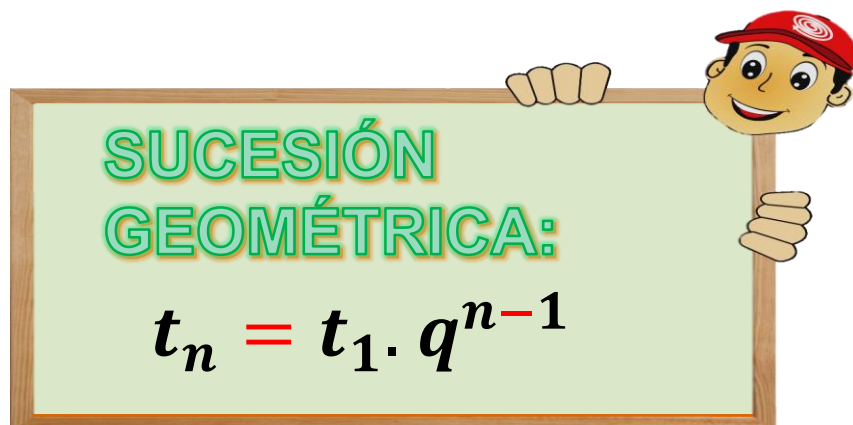 SUCESIÓN
GEOMÉTRICA:
tₙ = t₁. qⁿ⁻¹